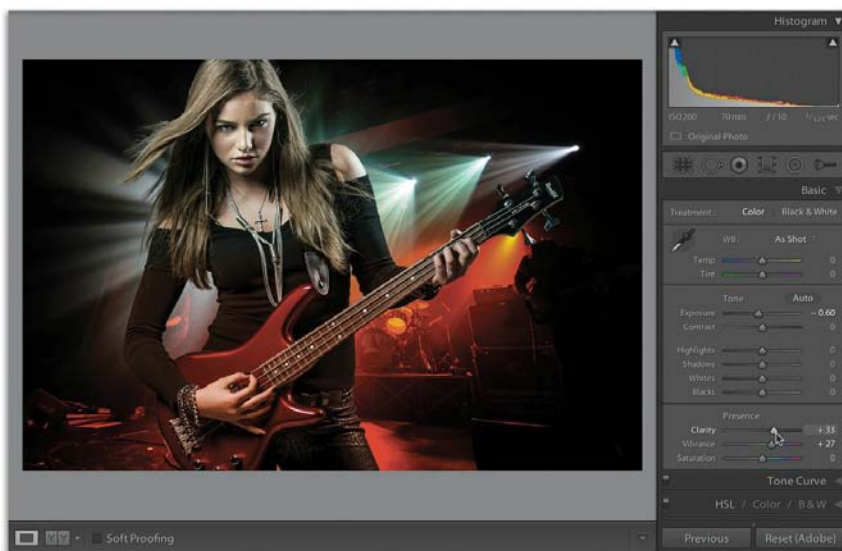 Histogram
ISO 200 70 mm f / 10
Original Photo
Basic
Treatment: Color Black & White
WB: As Shot
Temp 0
Tint 0
Tone Auto
Exposure – 0.60
Contrast 0
Highlights 0
Shadows 0
Whites 0
Blacks 0
Presence
Clarity + 33
Vibrance + 27
Saturation 0
Tone Curve
HSL / Color / B & W
Y Y Soft Proofing
Previous Reset (Adobe)